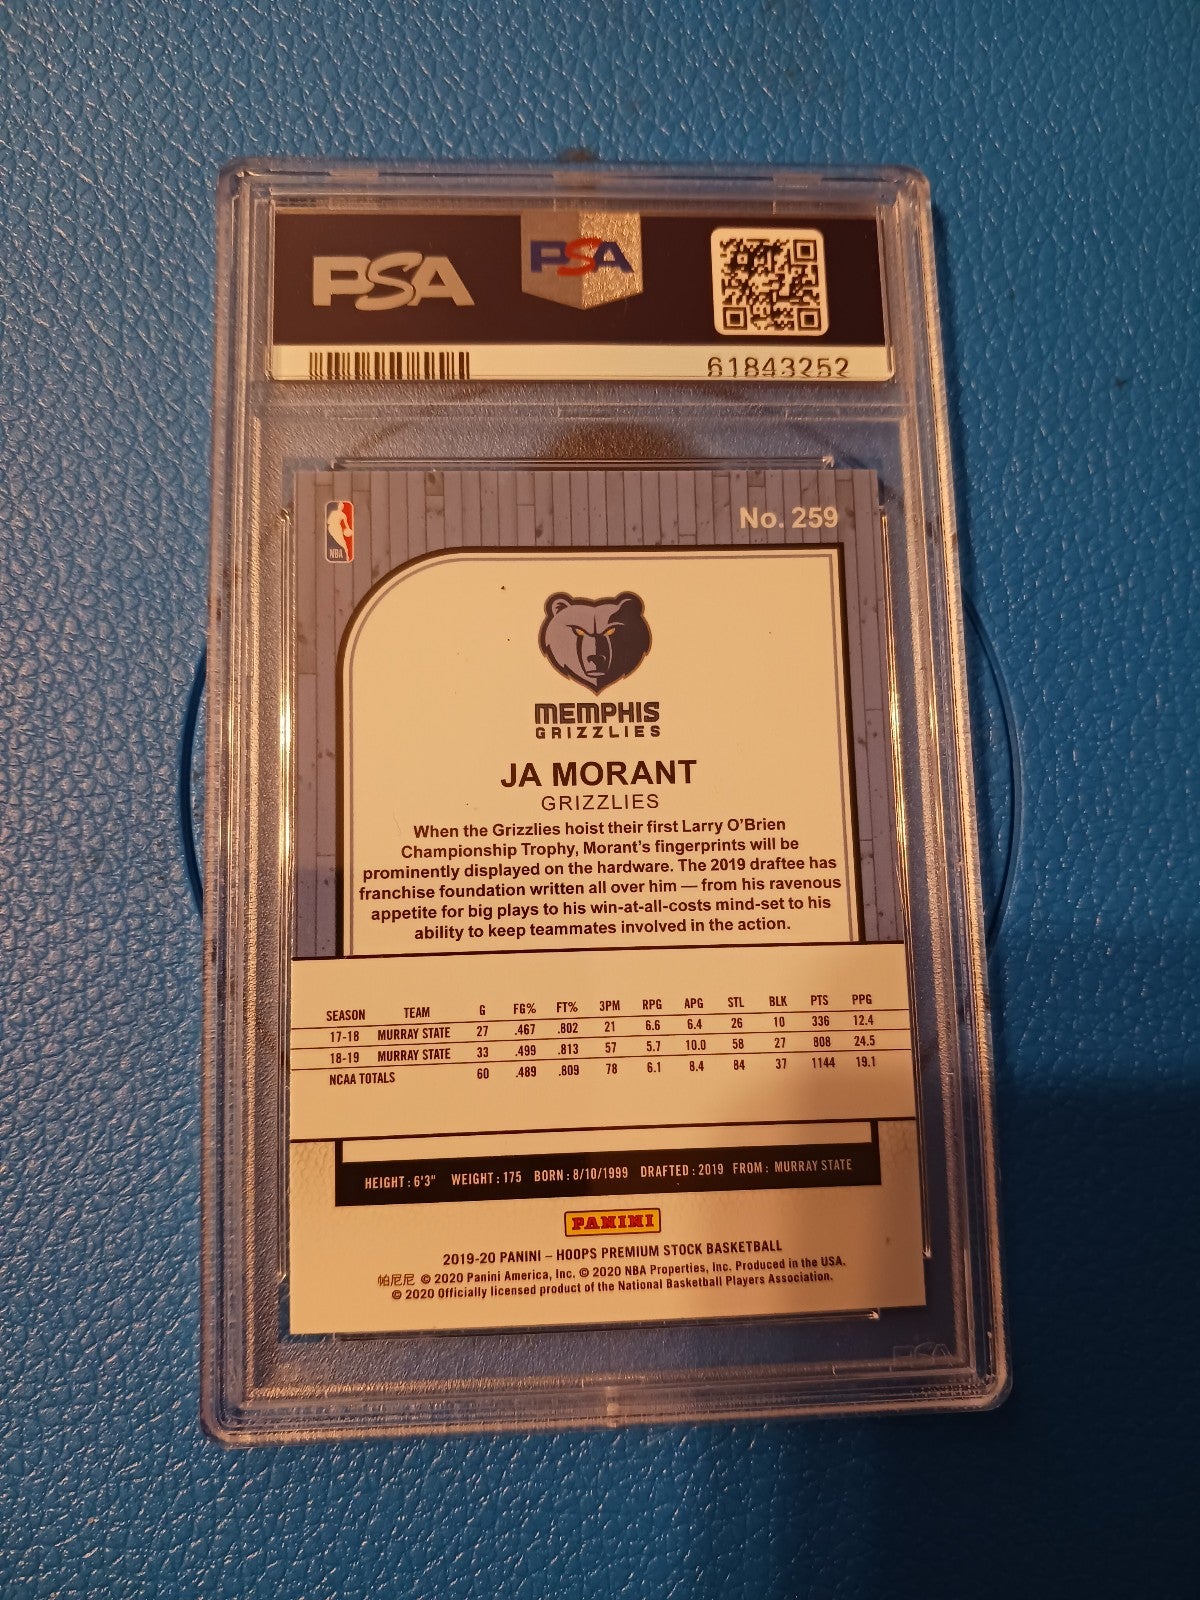 PSA
PSA
61843252
NBA
No. 259
MEMPHIS
GRIZZLIES
JA MORANT
GRIZZLIES
When the Grizzlies hoist their first Larry O'Brien
Championship Trophy, Morant's fingerprints will be
prominently displayed on the hardware. The 2019 draftee has
franchise foundation written all over him — from his ravenous
appetite for big plays to his win-at-all-costs mind-set to his
ability to keep teammates involved in the action.
SEASON TEAM G FG% FT% 3PM RPG APG STL BLK PTS PPG
17-18 MURRAY STATE 27 .467 .802 21 6.6 6.4 26 10 336 12.4
18-19 MURRAY STATE 33 .499 .813 57 5.7 10.0 58 27 808 24.5
NCAA TOTALS 60 .489 .809 78 6.1 8.4 84 37 1144 19.1
HEIGHT: 6'3" WEIGHT: 175 BORN: 8/10/1999 DRAFTED: 2019 FROM: MURRAY STATE
PANINI
2019-20 PANINI – HOOPS PREMIUM STOCK BASKETBALL
帕尼尼 © 2020 Panini America, Inc. © 2020 NBA Properties, Inc. Produced in the USA.
© 2020 Officially licensed product of the National Basketball Players Association.
PSA